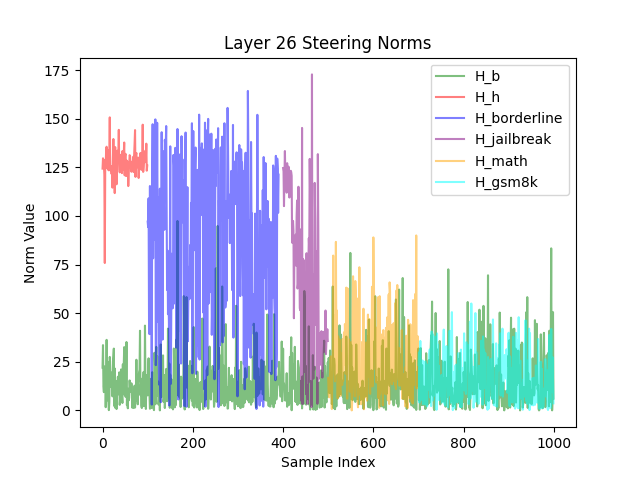 Layer 26 Steering Norms
H_b
H_h
H_borderline
H_jailbreak
H_math
H_gsm8k
175
150
125
100
75
50
25
0
Norm Value
0 200 400 600 800 1000
Sample Index